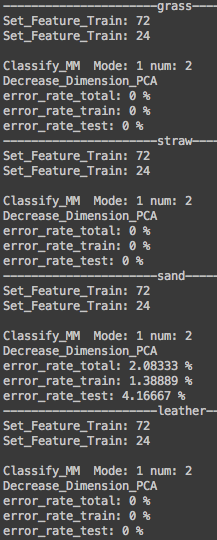 ----------------------grass----
Set_Feature_Train: 72
Set_Feature_Train: 24

Classify_MM  Mode: 1 num: 2
Decrease_Dimension_PCA
error_rate_total: 0 %
error_rate_train: 0 %
error_rate_test: 0 %
----------------------straw----
Set_Feature_Train: 72
Set_Feature_Train: 24

Classify_MM  Mode: 1 num: 2
Decrease_Dimension_PCA
error_rate_total: 0 %
error_rate_train: 0 %
error_rate_test: 0 %
----------------------sand-----
Set_Feature_Train: 72
Set_Feature_Train: 24

Classify_MM  Mode: 1 num: 2
Decrease_Dimension_PCA
error_rate_total: 2.08333 %
error_rate_train: 1.38889 %
error_rate_test: 4.16667 %
----------------------leather--
Set_Feature_Train: 72
Set_Feature_Train: 24

Classify_MM  Mode: 1 num: 2
Decrease_Dimension_PCA
error_rate_total: 0 %
error_rate_train: 0 %
error_rate_test: 0 %